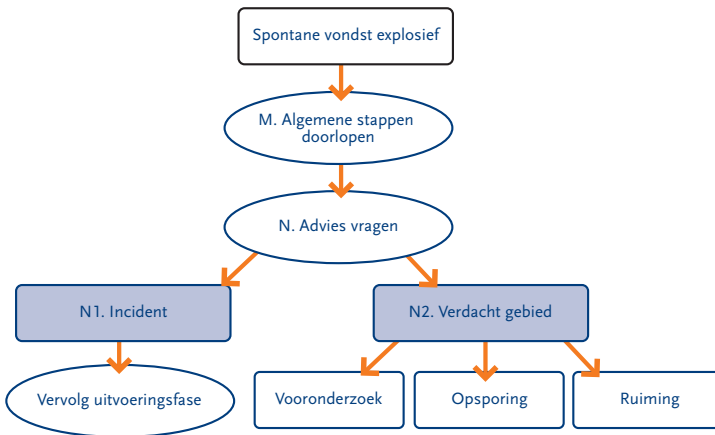 Spontane vondst explosief
M. Algemene stappen
doorlopen
N. Advies vragen
N1. Incident
N2. Verdacht gebied
Vervolg uitvoeringsfase
Vooronderzoek
Opsporing
Ruiming